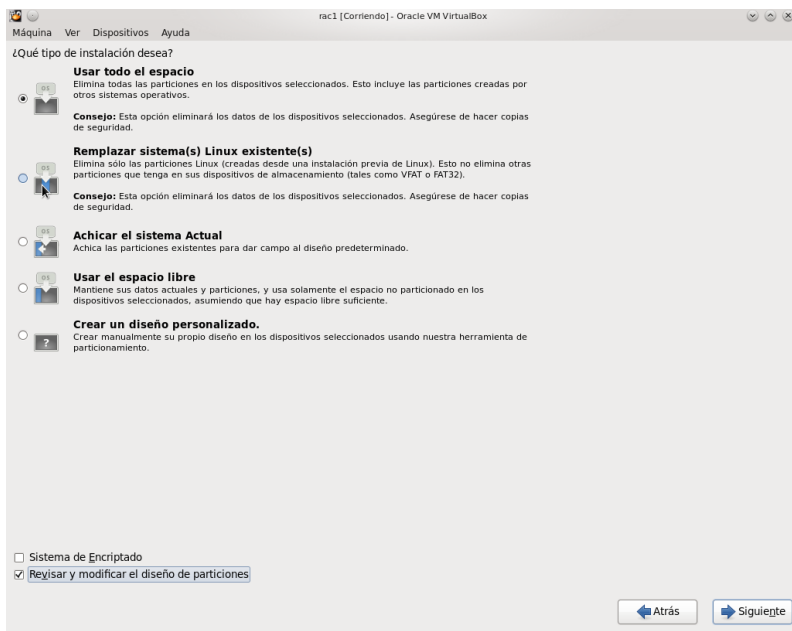 rac1 [Corriendo] - Oracle VM VirtualBox
Máquina Ver Dispositivos Ayuda
¿Qué tipo de instalación desea?
Usar todo el espacio
Elimina todas las particiones en los dispositivos seleccionados. Esto incluye las particiones creadas por
otros sistemas operativos.
Consejo: Esta opción eliminará los datos de los dispositivos seleccionados. Asegúrese de hacer copias
de seguridad.
Remplazar sistema(s) Linux existente(s)
Elimina sólo las particiones Linux (creadas desde una instalación previa de Linux). Esto no elimina otras
particiones que tenga en sus dispositivos de almacenamiento (tales como VFAT o FAT32).
Consejo: Esta opción eliminará los datos de los dispositivos seleccionados. Asegúrese de hacer copias
de seguridad.
Achicar el sistema Actual
Achica las particiones existentes para dar campo al diseño predeterminado.
Usar el espacio libre
Mantiene sus datos actuales y particiones, y usa solamente el espacio no particionado en los
dispositivos seleccionados, asumiendo que hay espacio libre suficiente.
Crear un diseño personalizado.
Crear manualmente su propio diseño en los dispositivos seleccionados usando nuestra herramienta de
particionamiento.
OS
OS
OS
OS
?
Sistema de Encriptado
Revisar y modificar el diseño de particiones
Atrás
Siguiente